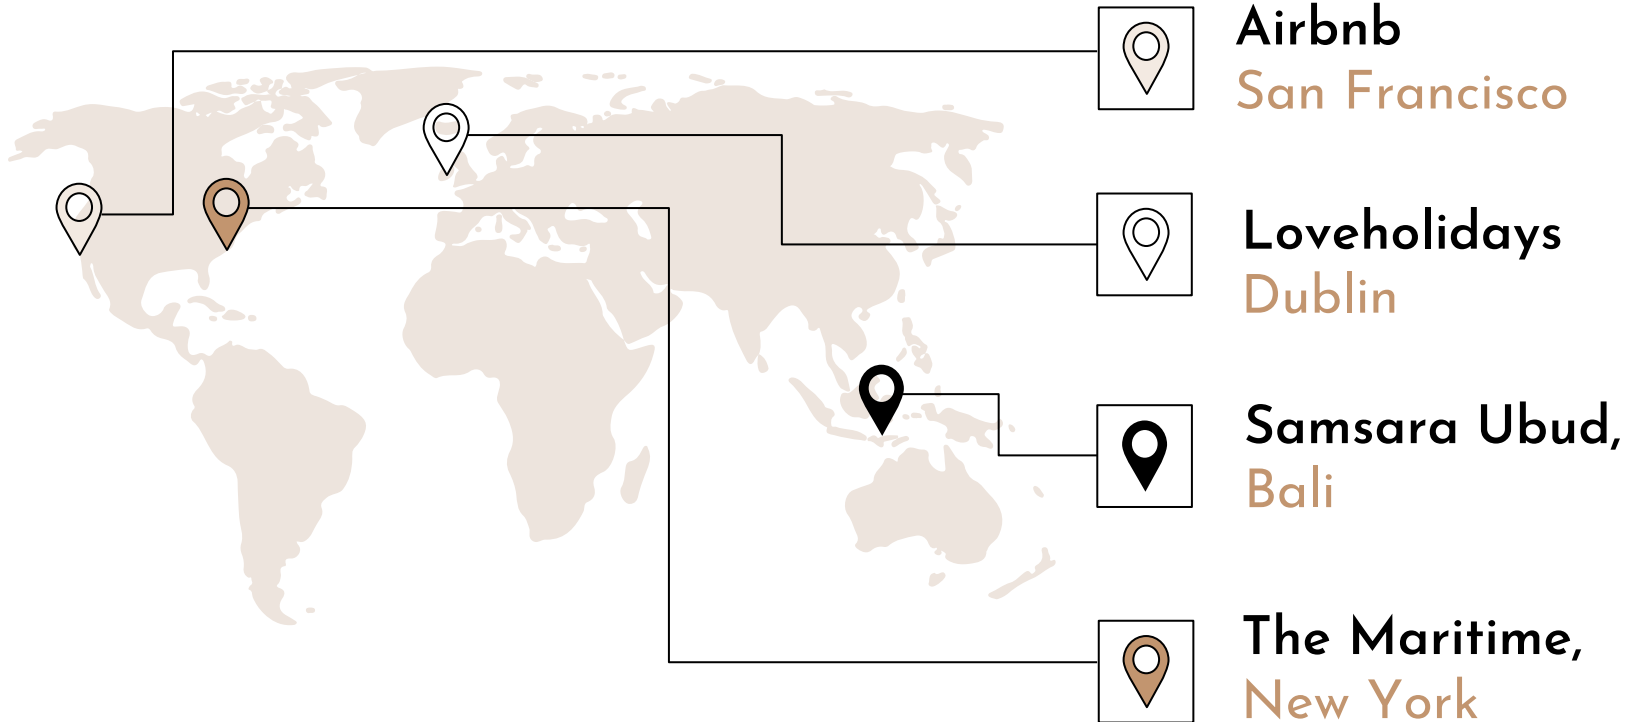 Airbnb
San Francisco
Loveholidays
Dublin
Samsara Ubud,
Bali
The Maritime,
New York